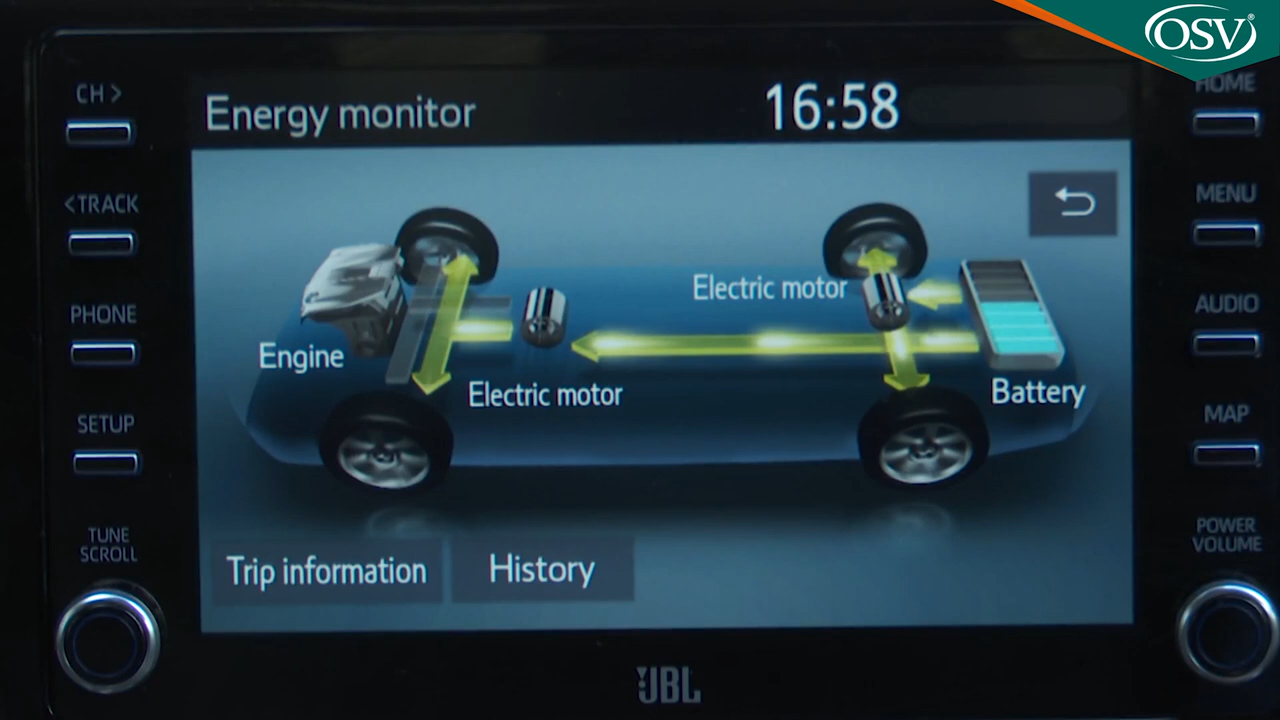 OSV®
CH >
<TRACK
PHONE
SETUP
TUNE
SCROLL
Energy monitor
16:58
Electric motor
Engine
Electric motor
Battery
Trip information
History
HOME
MENU
AUDIO
MAP
POWER
VOLUME
JBL